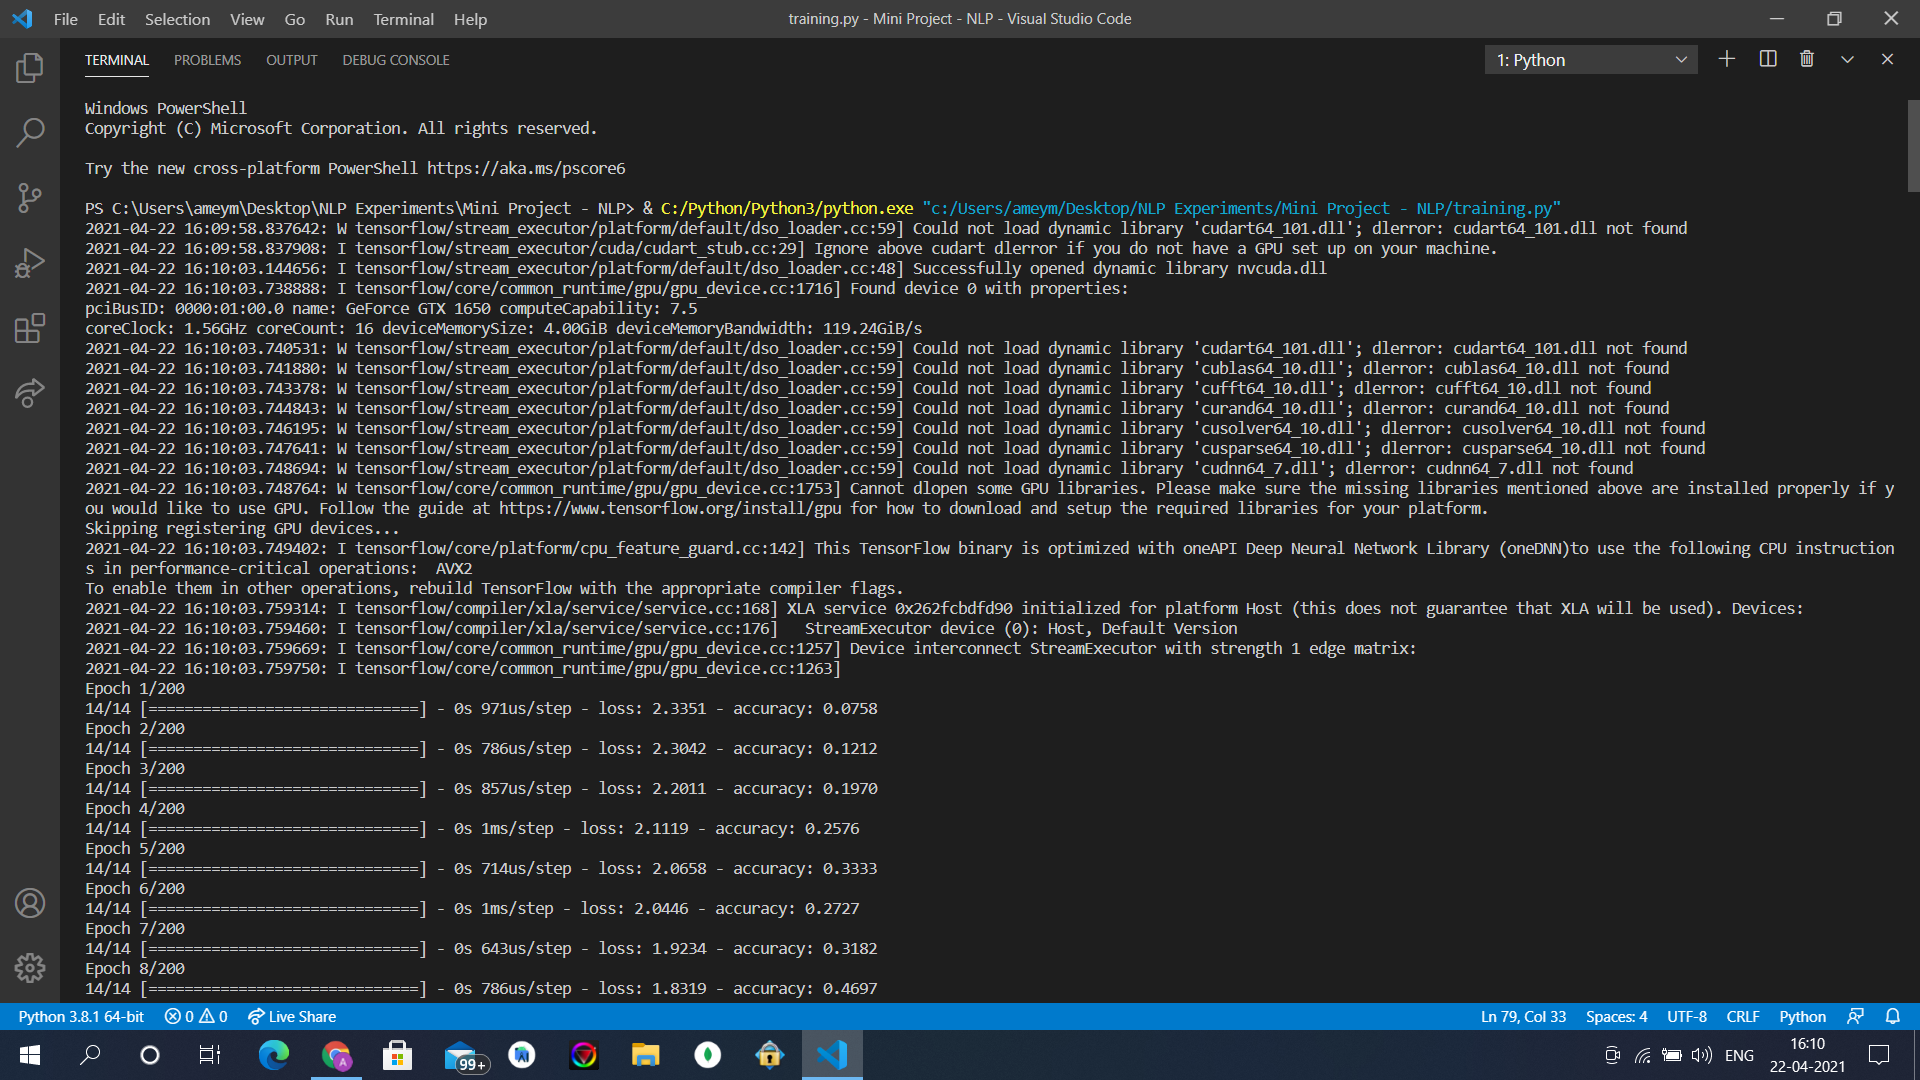 File Edit Selection View Go Run Terminal Help
training.py - Mini Project - NLP - Visual Studio Code
TERMINAL PROBLEMS OUTPUT DEBUG CONSOLE
1: Python
Windows PowerShell
Copyright (C) Microsoft Corporation. All rights reserved.
Try the new cross-platform PowerShell https://aka.ms/pscore6
PS C:\Users\ameym\Desktop\NLP Experiments\Mini Project - NLP> & C:/Python/Python3/python.exe "c:/Users/ameym/Desktop/NLP Experiments/Mini Project - NLP/training.py"
2021-04-22 16:09:58.837642: W tensorflow/stream_executor/platform/default/dso_loader.cc:59] Could not load dynamic library 'cudart64_101.dll'; dlerror: cudart64_101.dll not found
2021-04-22 16:09:58.837908: I tensorflow/stream_executor/cuda/cudart_stub.cc:29] Ignore above cudart dlerror if you do not have a GPU set up on your machine.
2021-04-22 16:10:03.144656: I tensorflow/stream_executor/platform/default/dso_loader.cc:48] Successfully opened dynamic library nvcuda.dll
2021-04-22 16:10:03.738888: I tensorflow/core/common_runtime/gpu/gpu_device.cc:1716] Found device 0 with properties:
pciBusID: 0000:01:00.0 name: GeForce GTX 1650 computeCapability: 7.5
coreClock: 1.56GHz coreCount: 16 deviceMemorySize: 4.00GiB deviceMemoryBandwidth: 119.24GiB/s
2021-04-22 16:10:03.740531: W tensorflow/stream_executor/platform/default/dso_loader.cc:59] Could not load dynamic library 'cudart64_101.dll'; dlerror: cudart64_101.dll not found
2021-04-22 16:10:03.741880: W tensorflow/stream_executor/platform/default/dso_loader.cc:59] Could not load dynamic library 'cublas64_10.dll'; dlerror: cublas64_10.dll not found
2021-04-22 16:10:03.743378: W tensorflow/stream_executor/platform/default/dso_loader.cc:59] Could not load dynamic library 'cufft64_10.dll'; dlerror: cufft64_10.dll not found
2021-04-22 16:10:03.744843: W tensorflow/stream_executor/platform/default/dso_loader.cc:59] Could not load dynamic library 'curand64_10.dll'; dlerror: curand64_10.dll not found
2021-04-22 16:10:03.746195: W tensorflow/stream_executor/platform/default/dso_loader.cc:59] Could not load dynamic library 'cusolver64_10.dll'; dlerror: cusolver64_10.dll not found
2021-04-22 16:10:03.747641: W tensorflow/stream_executor/platform/default/dso_loader.cc:59] Could not load dynamic library 'cusparse64_10.dll'; dlerror: cusparse64_10.dll not found
2021-04-22 16:10:03.748694: W tensorflow/stream_executor/platform/default/dso_loader.cc:59] Could not load dynamic library 'cudnn64_7.dll'; dlerror: cudnn64_7.dll not found
2021-04-22 16:10:03.748764: W tensorflow/core/common_runtime/gpu/gpu_device.cc:1753] Cannot dlopen some GPU libraries. Please make sure the missing libraries mentioned above are installed properly if y
ou would like to use GPU. Follow the guide at https://www.tensorflow.org/install/gpu for how to download and setup the required libraries for your platform.
Skipping registering GPU devices...
2021-04-22 16:10:03.749402: I tensorflow/core/platform/cpu_feature_guard.cc:142] This TensorFlow binary is optimized with oneAPI Deep Neural Network Library (oneDNN)to use the following CPU instruction
s in performance-critical operations:  AVX2
To enable them in other operations, rebuild TensorFlow with the appropriate compiler flags.
2021-04-22 16:10:03.759314: I tensorflow/compiler/xla/service/service.cc:168] XLA service 0x262fcbdfd90 initialized for platform Host (this does not guarantee that XLA will be used). Devices:
2021-04-22 16:10:03.759460: I tensorflow/compiler/xla/service/service.cc:176]   StreamExecutor device (0): Host, Default Version
2021-04-22 16:10:03.759669: I tensorflow/core/common_runtime/gpu/gpu_device.cc:1257] Device interconnect StreamExecutor with strength 1 edge matrix:
2021-04-22 16:10:03.759750: I tensorflow/core/common_runtime/gpu/gpu_device.cc:1263]
Epoch 1/200
14/14 [==============================] - 0s 971us/step - loss: 2.3351 - accuracy: 0.0758
Epoch 2/200
14/14 [==============================] - 0s 786us/step - loss: 2.3042 - accuracy: 0.1212
Epoch 3/200
14/14 [==============================] - 0s 857us/step - loss: 2.2011 - accuracy: 0.1970
Epoch 4/200
14/14 [==============================] - 0s 1ms/step - loss: 2.1119 - accuracy: 0.2576
Epoch 5/200
14/14 [==============================] - 0s 714us/step - loss: 2.0658 - accuracy: 0.3333
Epoch 6/200
14/14 [==============================] - 0s 1ms/step - loss: 2.0446 - accuracy: 0.2727
Epoch 7/200
14/14 [==============================] - 0s 643us/step - loss: 1.9234 - accuracy: 0.3182
Epoch 8/200
14/14 [==============================] - 0s 786us/step - loss: 1.8319 - accuracy: 0.4697
Python 3.8.1 64-bit 0 0 Live Share Ln 79, Col 33 Spaces: 4 UTF-8 CRLF Python
99+ A ENG 16:10
22-04-2021